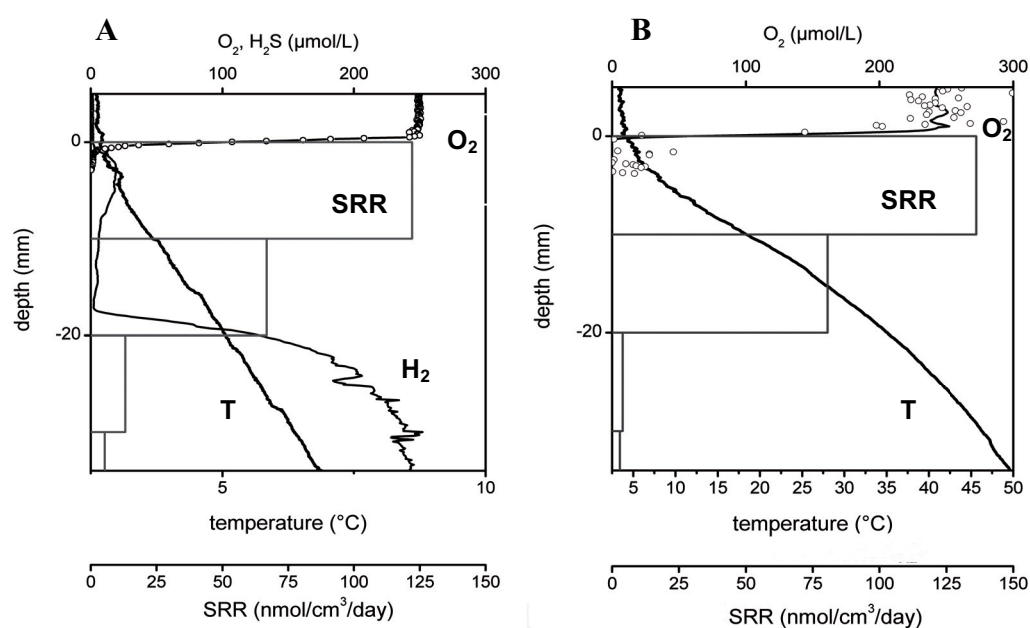 A
O₂, H₂S (µmol/L)
0 100 200 300
O₂
0
SRR
depth (mm)
-20
H₂
T
5 10
temperature (°C)
0 25 50 75 100 125 150
SRR (nmol/cm³/day)
B
O₂ (µmol/L)
0 100 200 300
O₂
0
SRR
depth (mm)
-20
T
5 10 15 20 25 30 35 40 45 50
temperature (°C)
0 25 50 75 100 125 150
SRR (nmol/cm³/day)